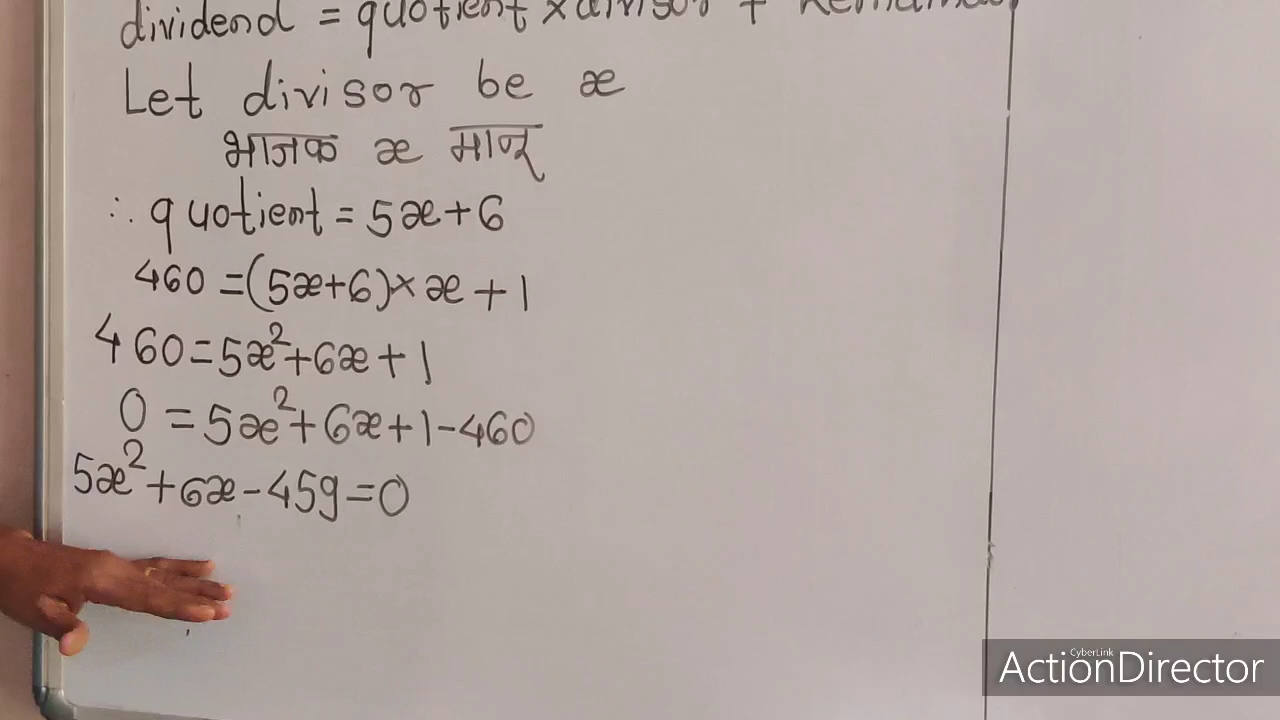 dividend = quotient × divisor + Remainder
Let divisor be x
भाजक x मानू
∴ quotient = 5x+6
460 =(5x+6)×x+1
460=5x²+6x+1
0 =5x²+6x+1-460
5x²+6x-459=0
CyberLink
ActionDirector